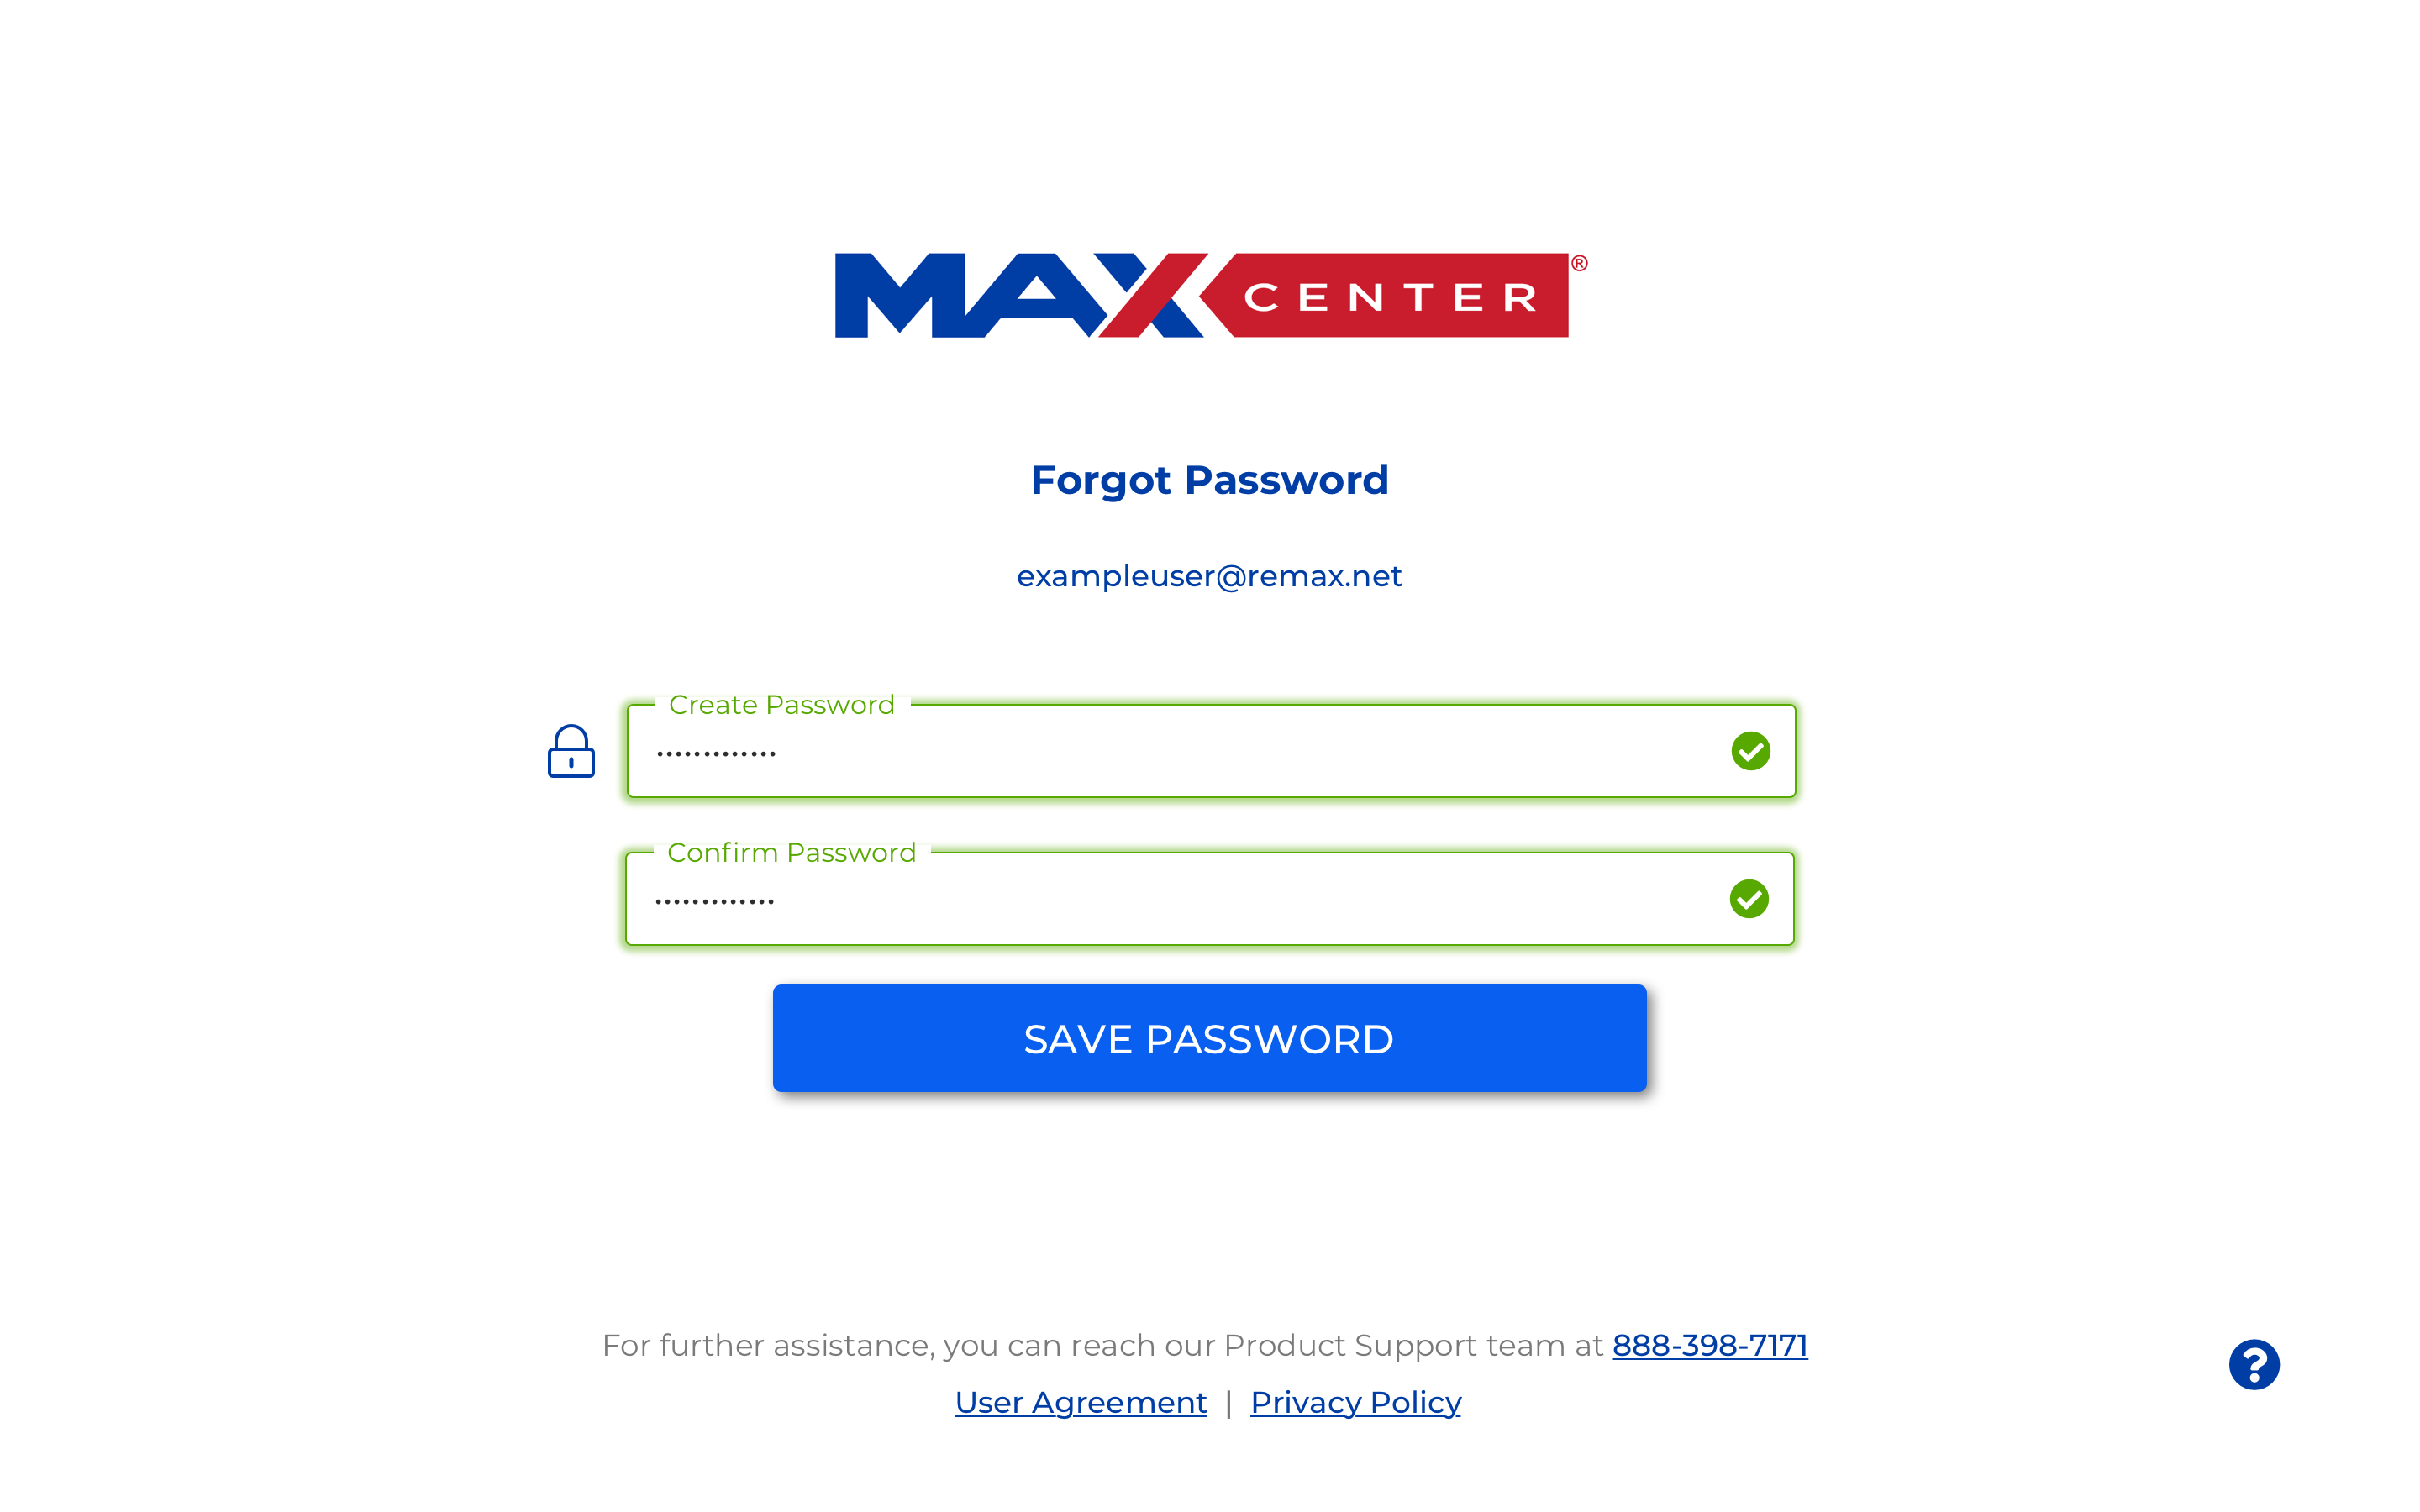 MAX CENTER®
Forgot Password
exampleuser@remax.net
Create Password
•••••••••••••
Confirm Password
•••••••••••••
SAVE PASSWORD
For further assistance, you can reach our Product Support team at 888-398-7171
User Agreement | Privacy Policy
?